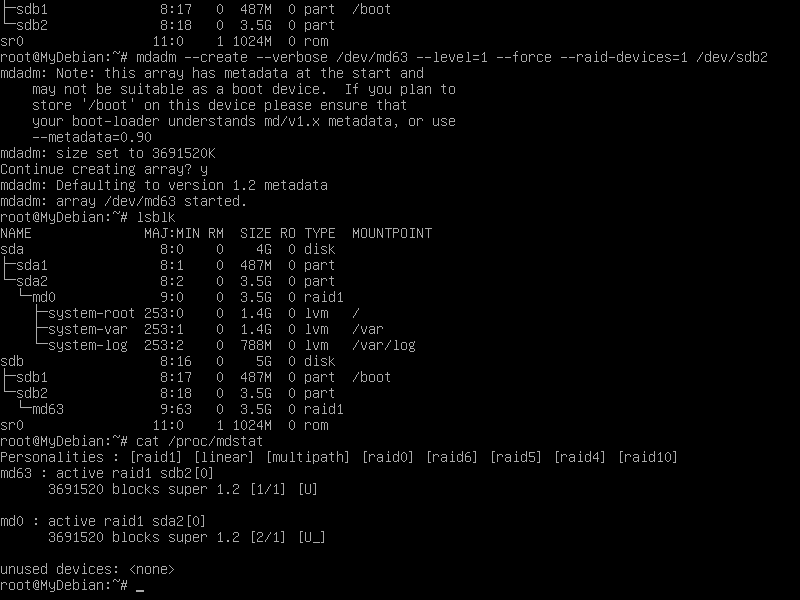 ├─sdb1              8:17   0  487M  0 part  /boot
└─sdb2              8:18   0  3.5G  0 part
sr0                11:0    1 1024M  0 rom
root@MyDebian:~# mdadm --create --verbose /dev/md63 --level=1 --force --raid-devices=1 /dev/sdb2
mdadm: Note: this array has metadata at the start and
    may not be suitable as a boot device.  If you plan to
    store '/boot' on this device please ensure that
    your boot-loader understands md/v1.x metadata, or use
    --metadata=0.90
mdadm: size set to 3691520K
Continue creating array? y
mdadm: Defaulting to version 1.2 metadata
mdadm: array /dev/md63 started.
root@MyDebian:~# lsblk
NAME              MAJ:MIN RM  SIZE RO TYPE  MOUNTPOINT
sda                 8:0    0    4G  0 disk
├─sda1              8:1    0  487M  0 part
└─sda2              8:2    0  3.5G  0 part
  └─md0             9:0    0  3.5G  0 raid1
    ├─system-root 253:0    0  1.4G  0 lvm   /
    ├─system-var  253:1    0  1.4G  0 lvm   /var
    └─system-log  253:2    0  788M  0 lvm   /var/log
sdb                 8:16   0    5G  0 disk
├─sdb1              8:17   0  487M  0 part  /boot
└─sdb2              8:18   0  3.5G  0 part
  └─md63            9:63   0  3.5G  0 raid1
sr0                11:0    1 1024M  0 rom
root@MyDebian:~# cat /proc/mdstat
Personalities : [raid1] [linear] [multipath] [raid0] [raid6] [raid5] [raid4] [raid10]
md63 : active raid1 sdb2[0]
      3691520 blocks super 1.2 [1/1] [U]
md0 : active raid1 sda2[0]
      3691520 blocks super 1.2 [2/1] [U_]
unused devices: <none>
root@MyDebian:~# _